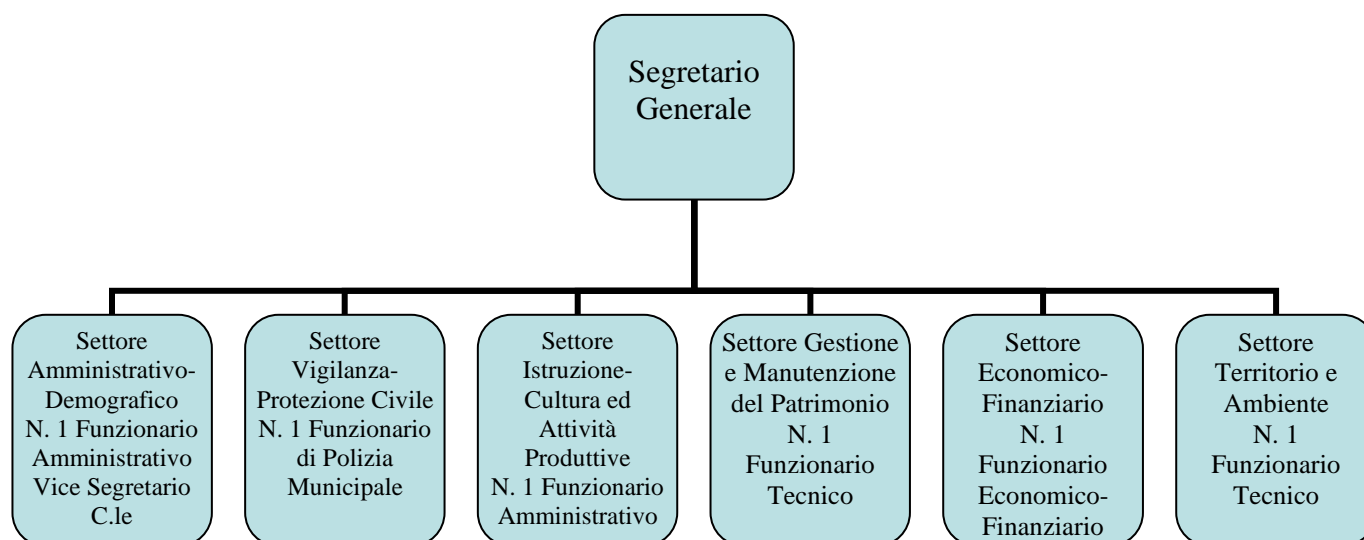 Segretario
Generale
Settore
Amministrativo-
Demografico
N. 1 Funzionario
Amministrativo
Vice Segretario
C.le
Settore
Vigilanza-
Protezione Civile
N. 1 Funzionario
di Polizia
Municipale
Settore
Istruzione-
Cultura ed
Attività
Produttive
N. 1 Funzionario
Amministrativo
Settore Gestione
e Manutenzione
del Patrimonio
N. 1
Funzionario
Tecnico
Settore
Economico-
Finanziario
N. 1
Funzionario
Economico-
Finanziario
Settore
Territorio e
Ambiente
N. 1
Funzionario
Tecnico